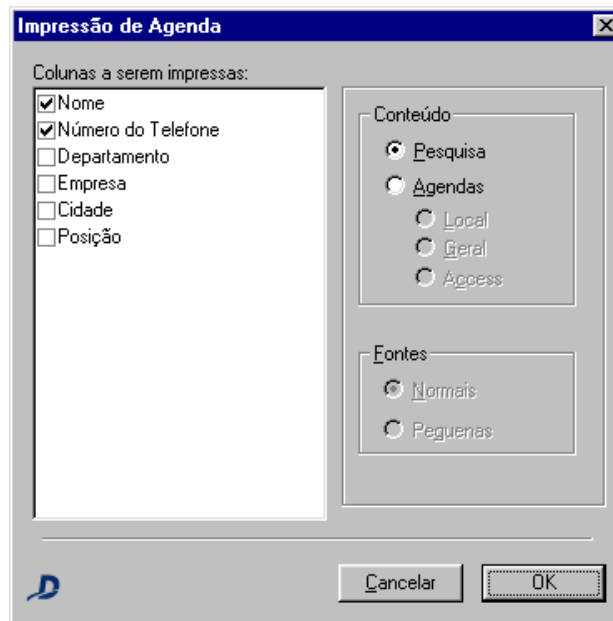 Impressão de Agenda
Colunas a serem impressas:
Nome
Número do Telefone
Departamento
Empresa
Cidade
Posição
Conteúdo
Pesquisa
Agendas
Local
Geral
Access
Fontes
Normais
Peguenas
Cancelar
OK